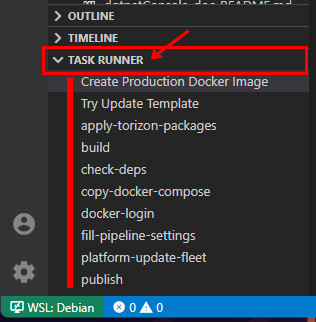 OUTLINE
TIMELINE
TASK RUNNER
Create Production Docker Image
Try Update Template
apply-torizon-packages
build
check-deps
copy-docker-compose
docker-login
fill-pipeline-settings
platform-update-fleet
publish
WSL: Debian 0 0